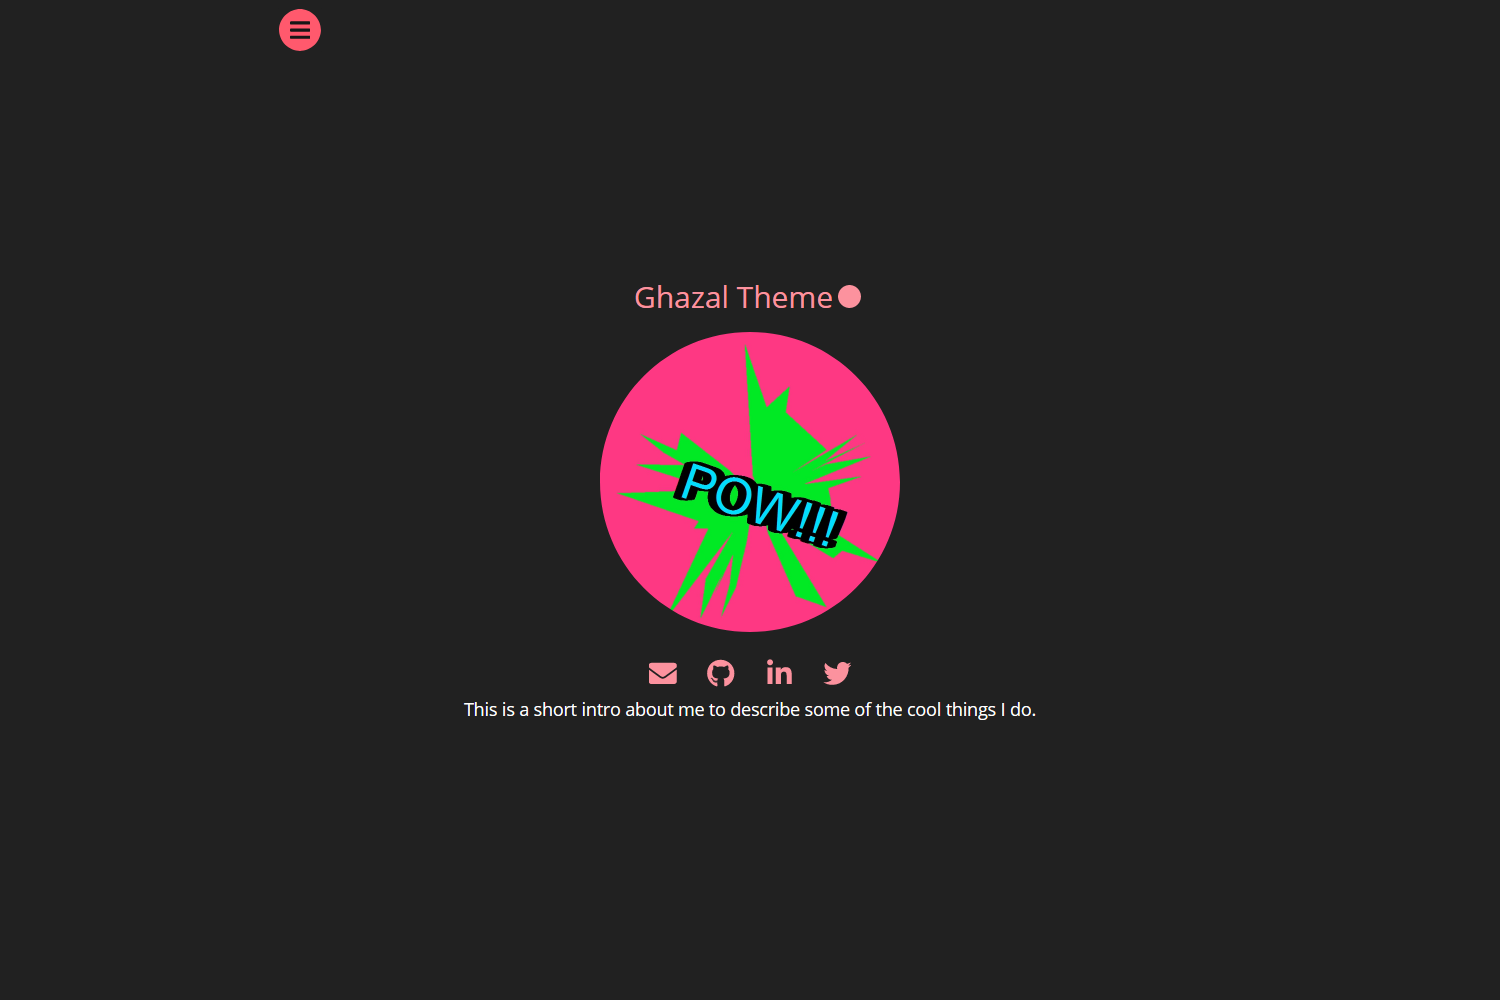 Ghazal Theme
POW!!!
This is a short intro about me to describe some of the cool things I do.